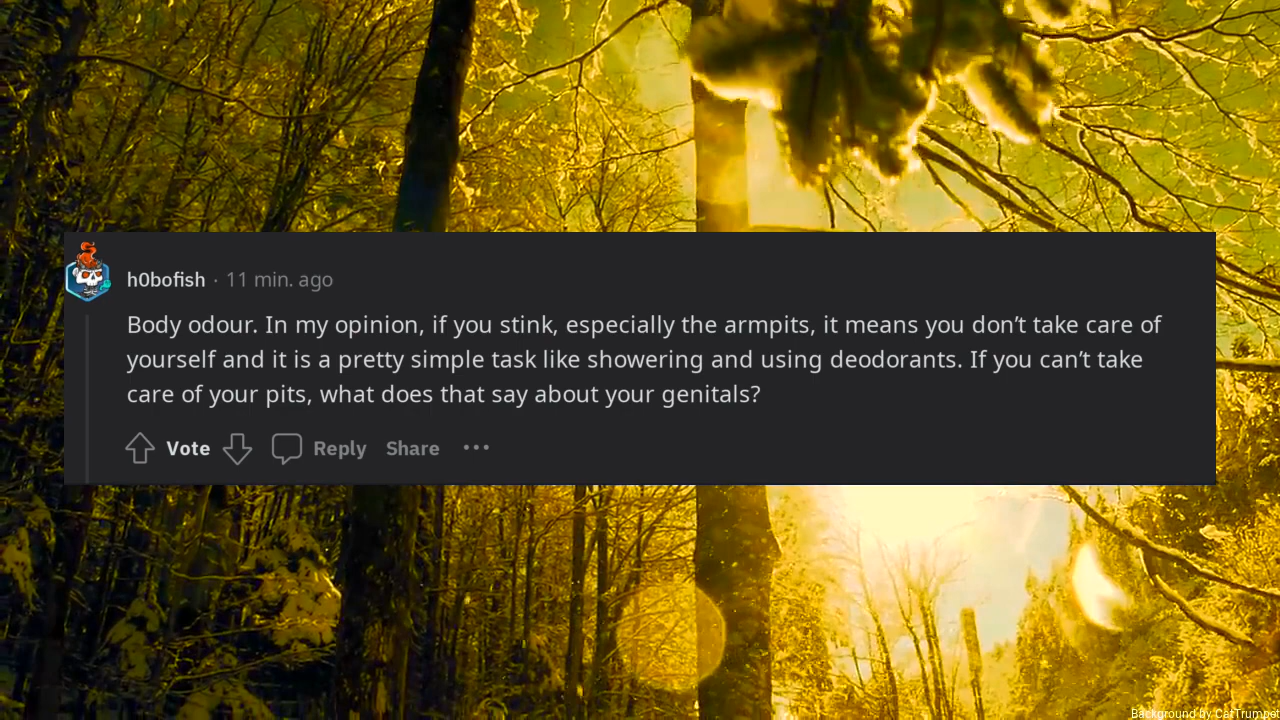 h0bofish · 11 min. ago
Body odour. In my opinion, if you stink, especially the armpits, it means you don’t take care of
yourself and it is a pretty simple task like showering and using deodorants. If you can’t take
care of your pits, what does that say about your genitals?
Vote Reply Share ···
Background by CatTrumpet